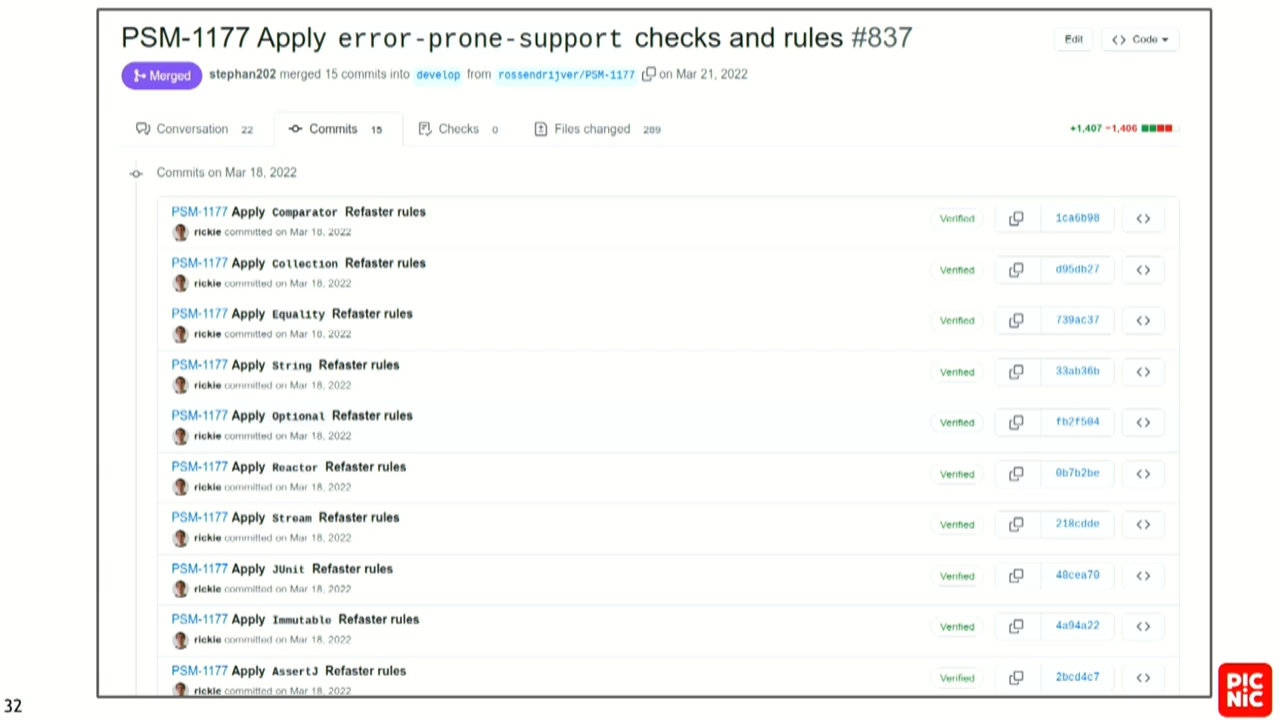 PSM-1177 Apply error-prone-support checks and rules #837
Edit
<> Code
Merged
stephan202 merged 15 commits into develop from rossendrijver/PSM-1177 on Mar 21, 2022
Conversation 22
Commits 15
Checks 0
Files changed 289
+1,407 −1,406
Commits on Mar 18, 2022
PSM-1177 Apply Comparator Refaster rules
rickie committed on Mar 18, 2022
Verified
1ca6b98
PSM-1177 Apply Collection Refaster rules
rickie committed on Mar 18, 2022
Verified
d95db27
PSM-1177 Apply Equality Refaster rules
rickie committed on Mar 18, 2022
Verified
739ac37
PSM-1177 Apply String Refaster rules
rickie committed on Mar 18, 2022
Verified
33ab36b
PSM-1177 Apply Optional Refaster rules
rickie committed on Mar 18, 2022
Verified
fb2f504
PSM-1177 Apply Reactor Refaster rules
rickie committed on Mar 18, 2022
Verified
0b7b2be
PSM-1177 Apply Stream Refaster rules
rickie committed on Mar 18, 2022
Verified
218cdde
PSM-1177 Apply JUnit Refaster rules
rickie committed on Mar 18, 2022
Verified
40cea70
PSM-1177 Apply Immutable Refaster rules
rickie committed on Mar 18, 2022
Verified
4a94a22
PSM-1177 Apply AssertJ Refaster rules
rickie committed on Mar 18, 2022
Verified
2bcd4c7
32
PIC
NIC